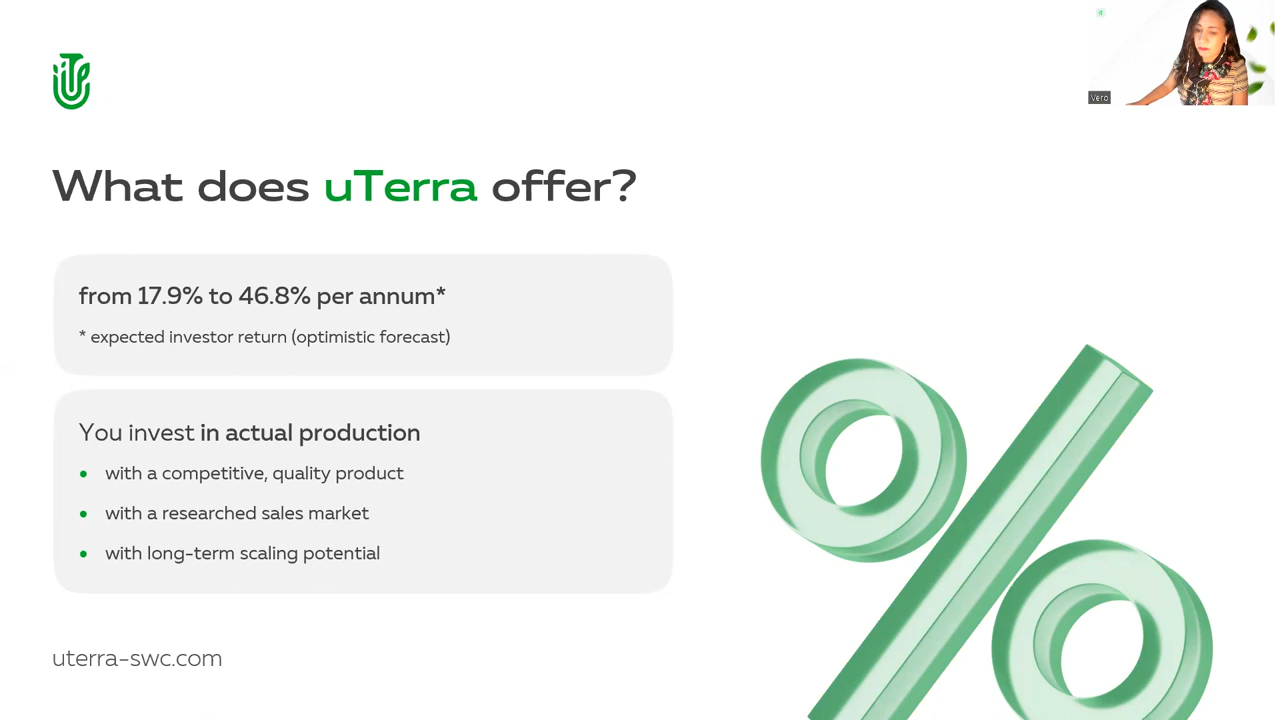 Vero
What does uTerra offer?
from 17.9% to 46.8% per annum*
* expected investor return (optimistic forecast)
You invest in actual production
• with a competitive, quality product
• with a researched sales market
• with long-term scaling potential
uterra-swc.com